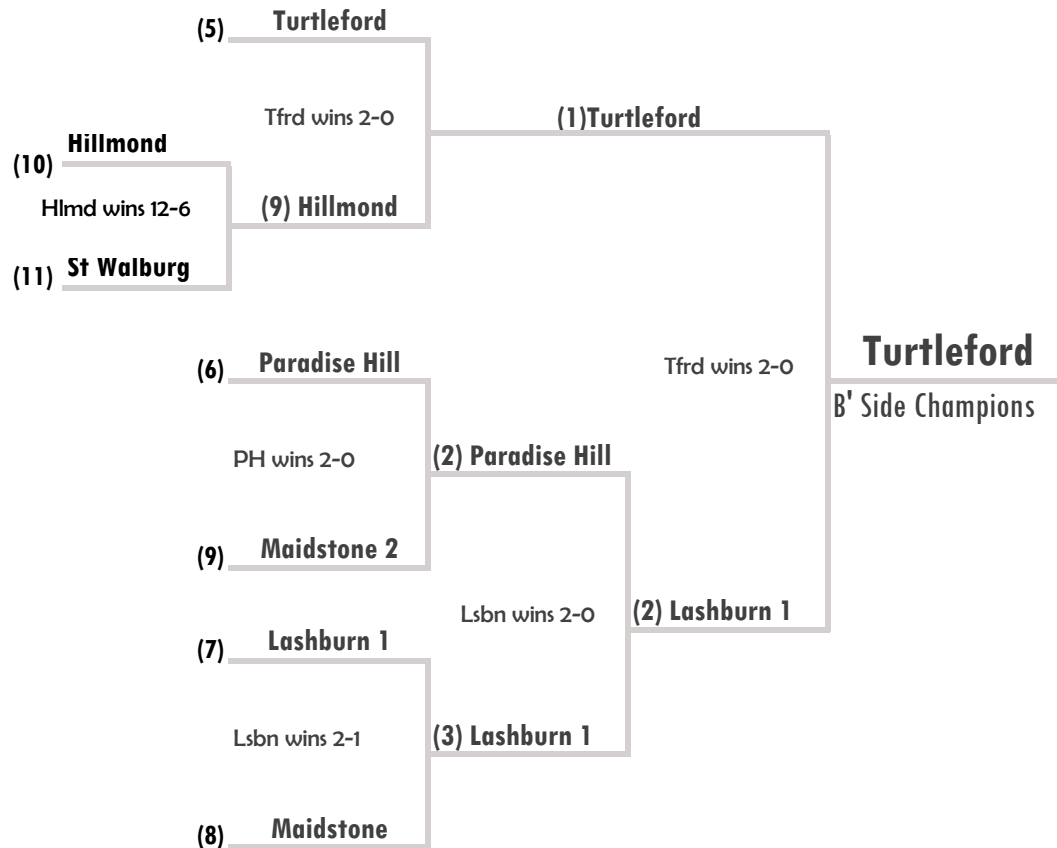 (5) Turtleford
Tfrd wins 2-0
(1)Turtleford
(10) Hillmond
Hlmd wins 12-6
(9) Hillmond
(11) St Walburg
Turtleford
B' Side Champions
Tfrd wins 2-0
(6) Paradise Hill
PH wins 2-0
(2) Paradise Hill
(9) Maidstone 2
Lsbn wins 2-0
(2) Lashburn 1
(7) Lashburn 1
Lsbn wins 2-1
(3) Lashburn 1
(8) Maidstone